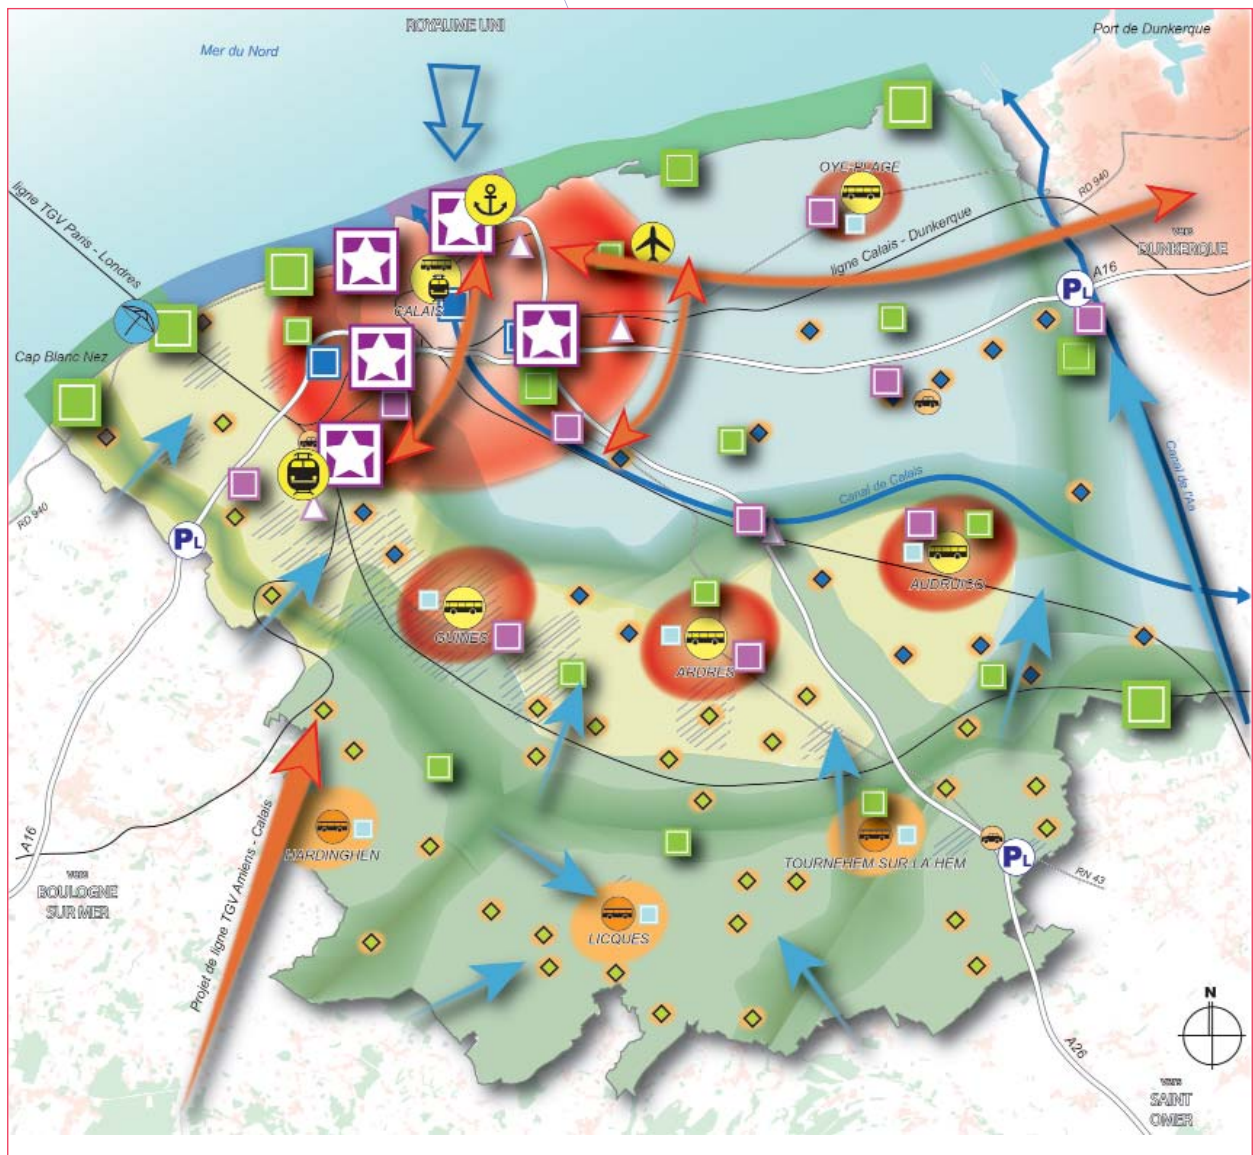 ROYAUME UNI
Port de Dunkerque
Mer du Nord
OYE-PLAGE
RD 940
ligne TGV Paris - Londres
ligne Calais - Dunkerque
vers
DUNKERQUE
A16
CALAIS
Cap Blanc Nez
PL
RD 940
Canal de Calais
Canal de l'Aa
PL
AUDRUICQ
GUINES
ARDRES
A16
HARDINGHEN
TOURNEHEM SUR LA HEM
PL
RN 43
vers
BOULOGNE
SUR MER
Projet de ligne TGV Amiens - Calais
LICQUES
N
A26
vers
SAINT
OMER